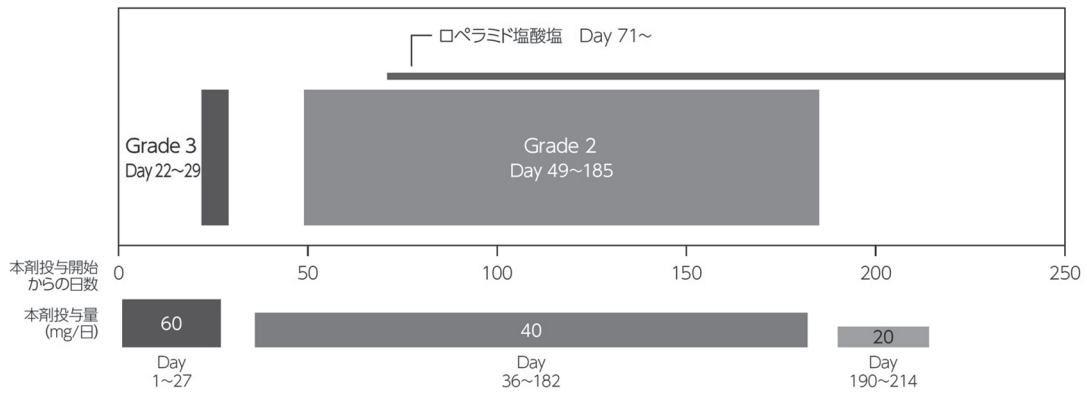 ロペラミド塩酸塩 Day 71~
Grade 3
Day 22~29
Grade 2
Day 49~185
本剤投与開始
からの日数
0 50 100 150 200 250
本剤投与量
(mg/日)
60 40 20
Day
1~27
Day
36~182
Day
190~214